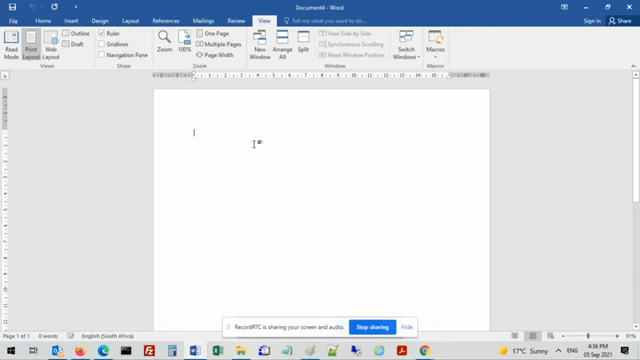 Document4 - Word
File Home Insert Design Layout References Mailings Review View Tell me what you want to do...
Sign in Share
Read Mode
Print Layout
Web Layout
Outline
Draft
Views
Ruler
Gridlines
Navigation Pane
Show
Zoom
100%
One Page
Multiple Pages
Page Width
Zoom
New Window
Arrange All
Split
View Side by Side
Synchronous Scrolling
Reset Window Position
Window
Switch Windows
Macros
Macros
RecordRTC is sharing your screen and audio.
Stop sharing
Hide
Page 1 of 1 0 words English (South Africa)
91%
17°C Sunny
ENG
4:36 PM
05 Sep 2021